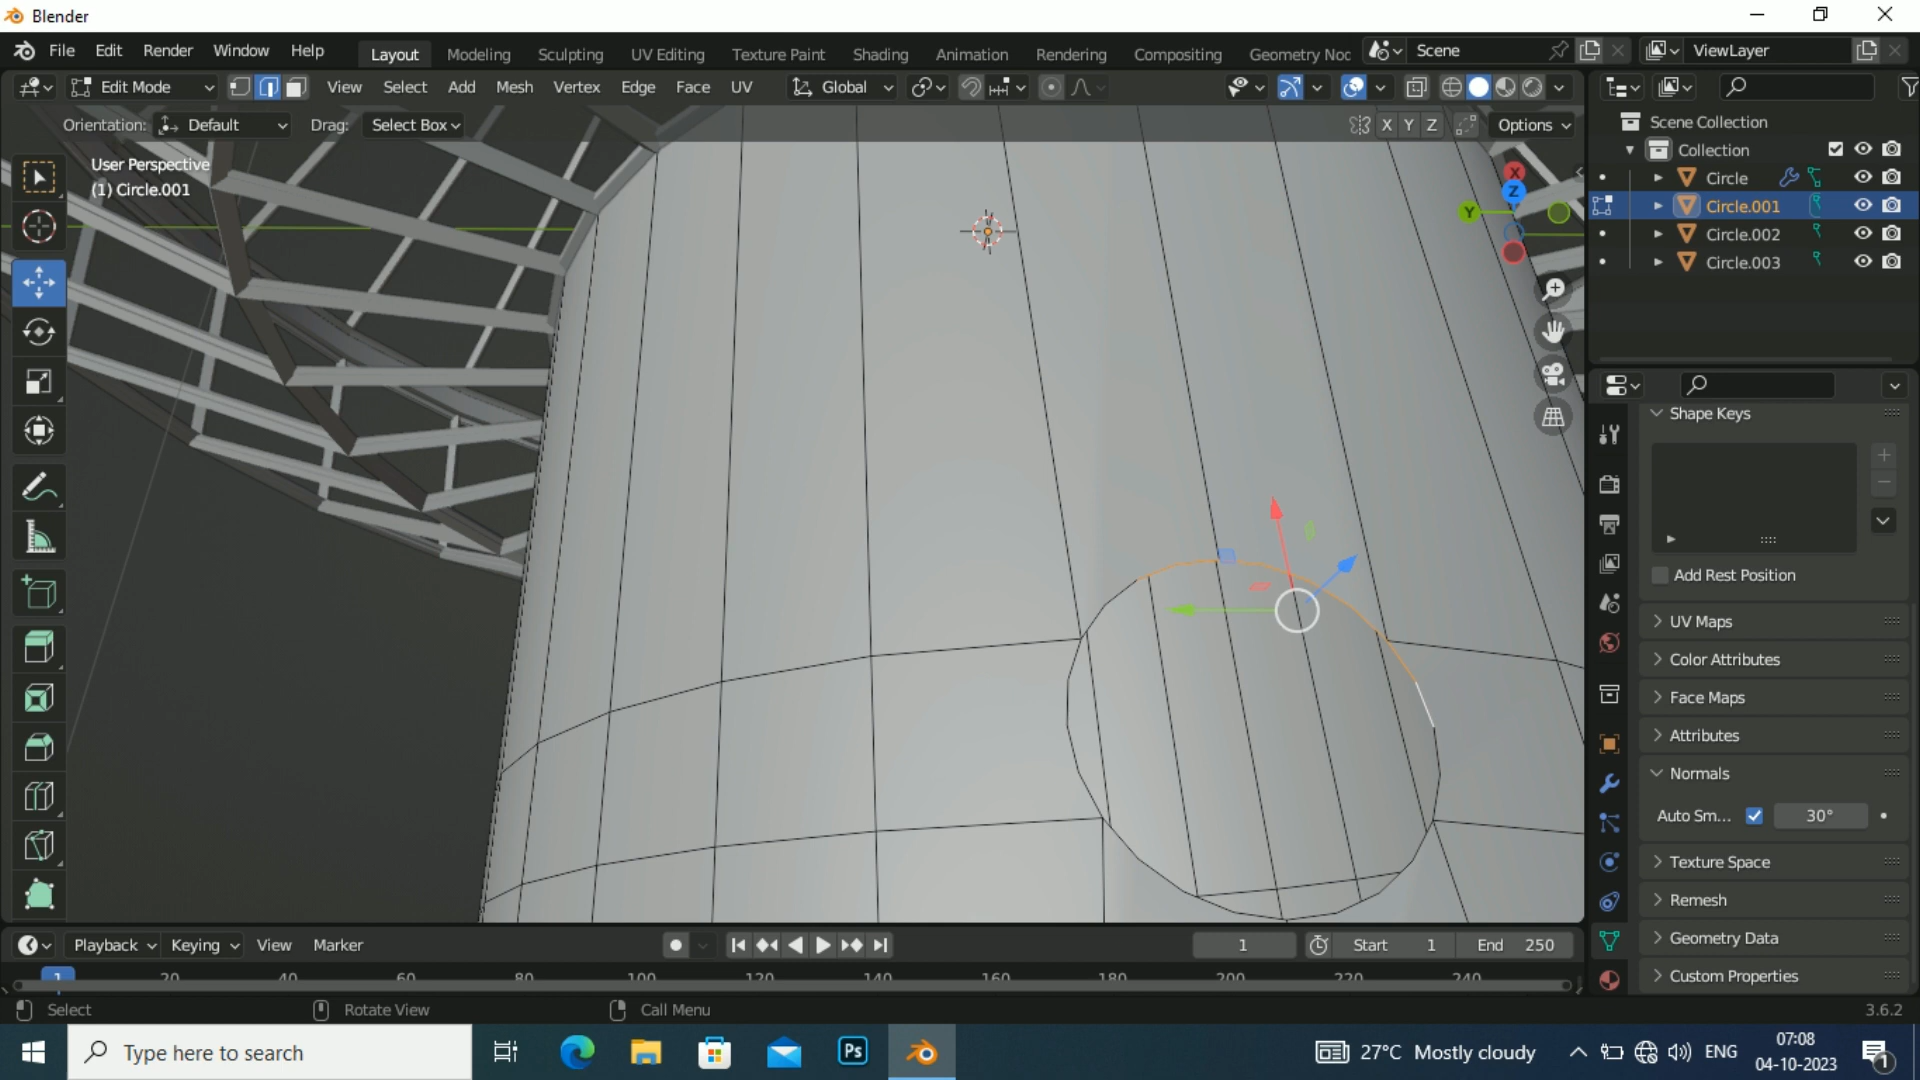 Blender
File Edit Render Window Help Layout Modeling Sculpting UV Editing Texture Paint Shading Animation Rendering Compositing Geometry Noc Scene ViewLayer
Edit Mode View Select Add Mesh Vertex Edge Face UV Global
Orientation: Default Drag: Select Box X Y Z Options
User Perspective
(1) Circle.001
X
Z
Y
Scene Collection
Collection
Circle
Circle.001
Circle.002
Circle.003
Shape Keys
Add Rest Position
UV Maps
Color Attributes
Face Maps
Attributes
Normals
Auto Sm... 30°
Texture Space
Remesh
Geometry Data
Custom Properties
Playback Keying View Marker 1 Start 1 End 250
1 20 40 60 80 100 120 140 160 180 200 220 240
Select Rotate View Call Menu 3.6.2
Type here to search Ps 27°C Mostly cloudy ENG 07:08
04-10-2023 1